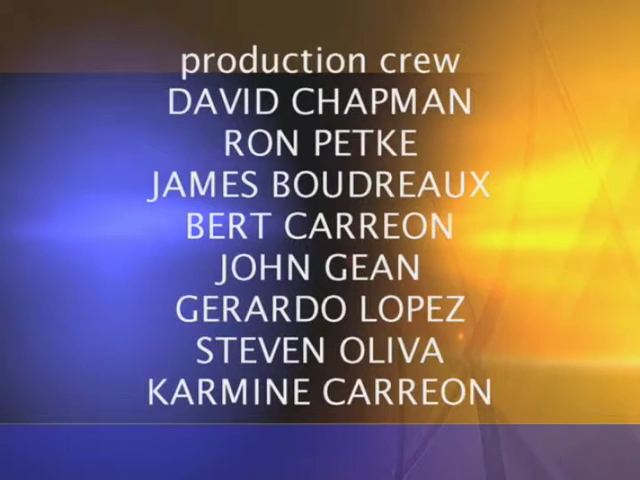 production crew
DAVID CHAPMAN
RON PETKE
JAMES BOUDREAUX
BERT CARREON
JOHN GEAN
GERARDO LOPEZ
STEVEN OLIVA
KARMINE CARREON